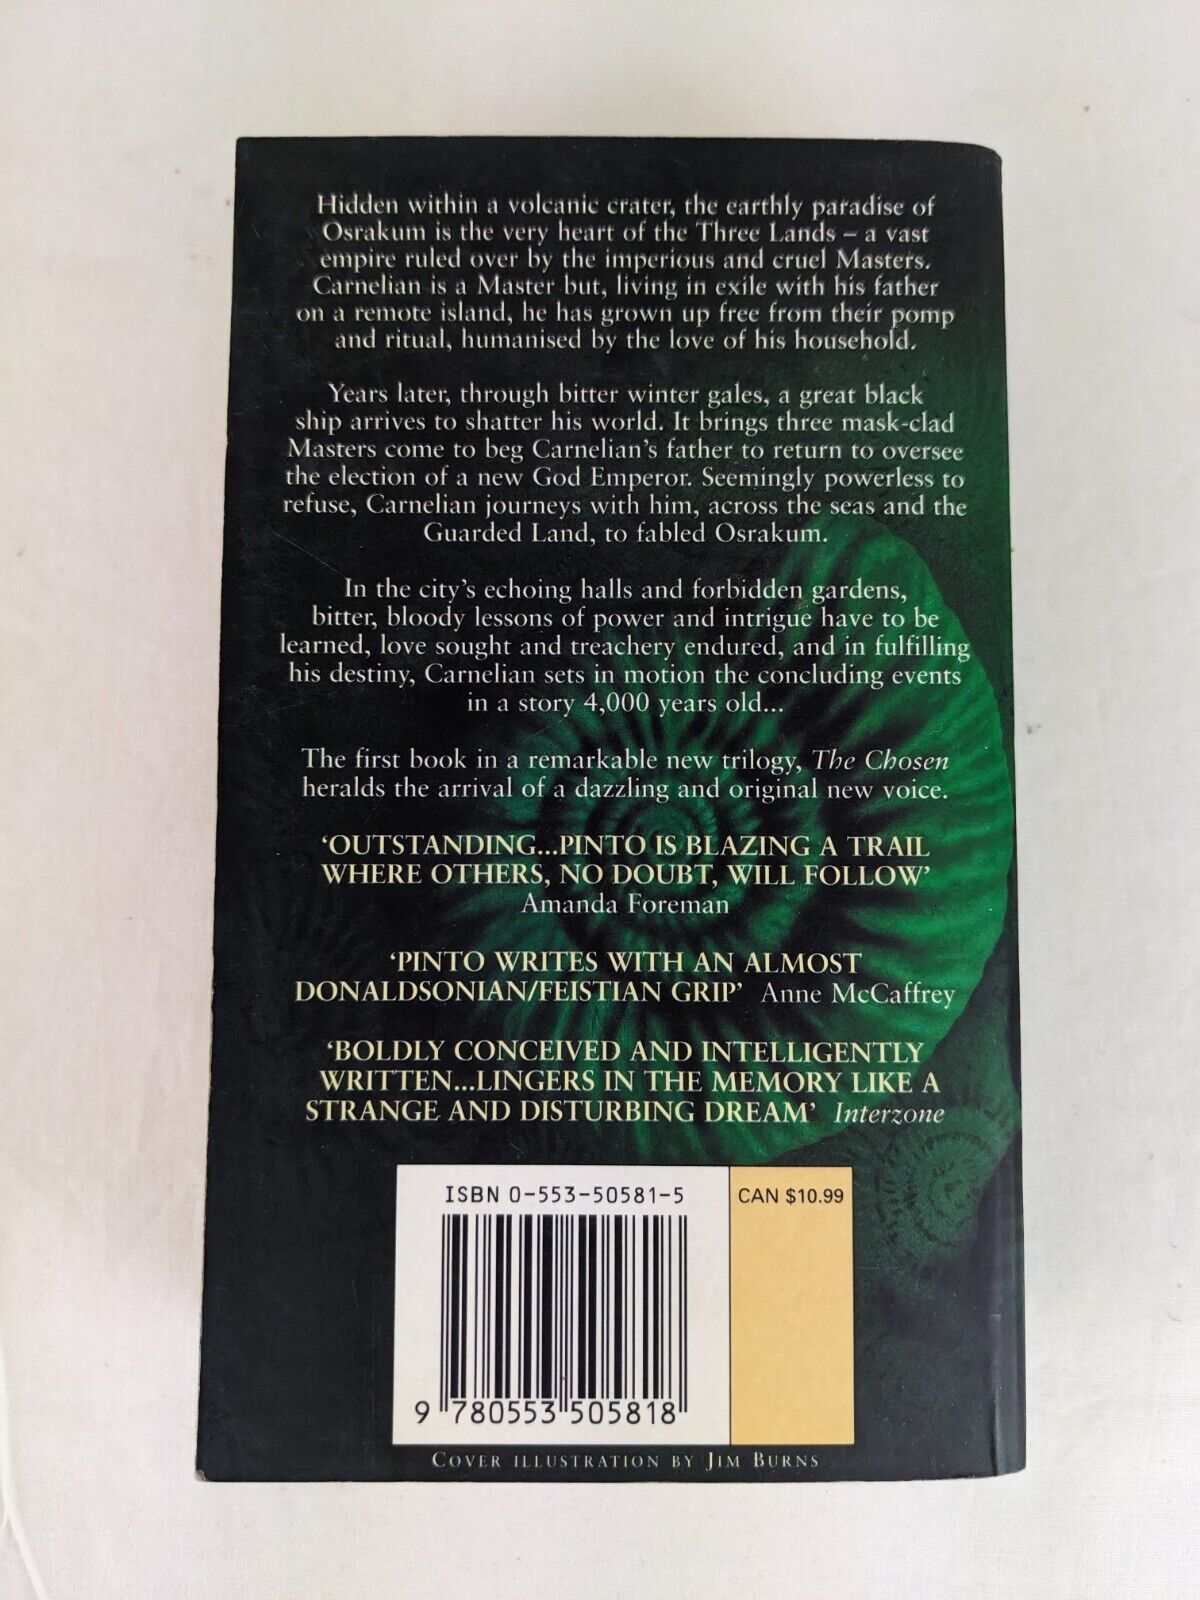 Hidden within a volcanic crater, the earthly paradise of
Osrakum is the very heart of the Three Lands – a vast
empire ruled over by the imperious and cruel Masters.
Carnelian is a Master but, living in exile with his father
on a remote island, he has grown up free from their pomp
and ritual, humanised by the love of his household.
Years later, through bitter winter gales, a great black
ship arrives to shatter his world. It brings three mask-clad
Masters come to beg Carnelian's father to return to oversee
the election of a new God Emperor. Seemingly powerless to
refuse, Carnelian journeys with him, across the seas and the
Guarded Land, to fabled Osrakum.
In the city's echoing halls and forbidden gardens,
bitter, bloody lessons of power and intrigue have to be
learned, love sought and treachery endured, and in fulfilling
his destiny, Carnelian sets in motion the concluding events
in a story 4,000 years old...
The first book in a remarkable new trilogy, The Chosen
heralds the arrival of a dazzling and original new voice.
'OUTSTANDING...PINTO IS BLAZING A TRAIL
WHERE OTHERS, NO DOUBT, WILL FOLLOW'
Amanda Foreman
'PINTO WRITES WITH AN ALMOST
DONALDSONIAN/FEISTIAN GRIP' Anne McCaffrey
'BOLDLY CONCEIVED AND INTELLIGENTLY
WRITTEN...LINGERS IN THE MEMORY LIKE A
STRANGE AND DISTURBING DREAM' Interzone
ISBN 0-553-50581-5
CAN $10.99
9 780553 505818
COVER ILLUSTRATION BY JIM BURNS